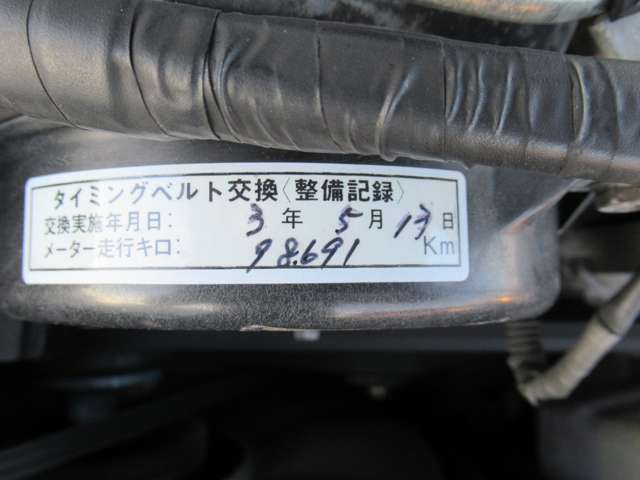 タイミングベルト交換〈整備記録〉
交換実施年月日: 3 年 5 月 13 日
メーター走行キロ: 98.691 Km